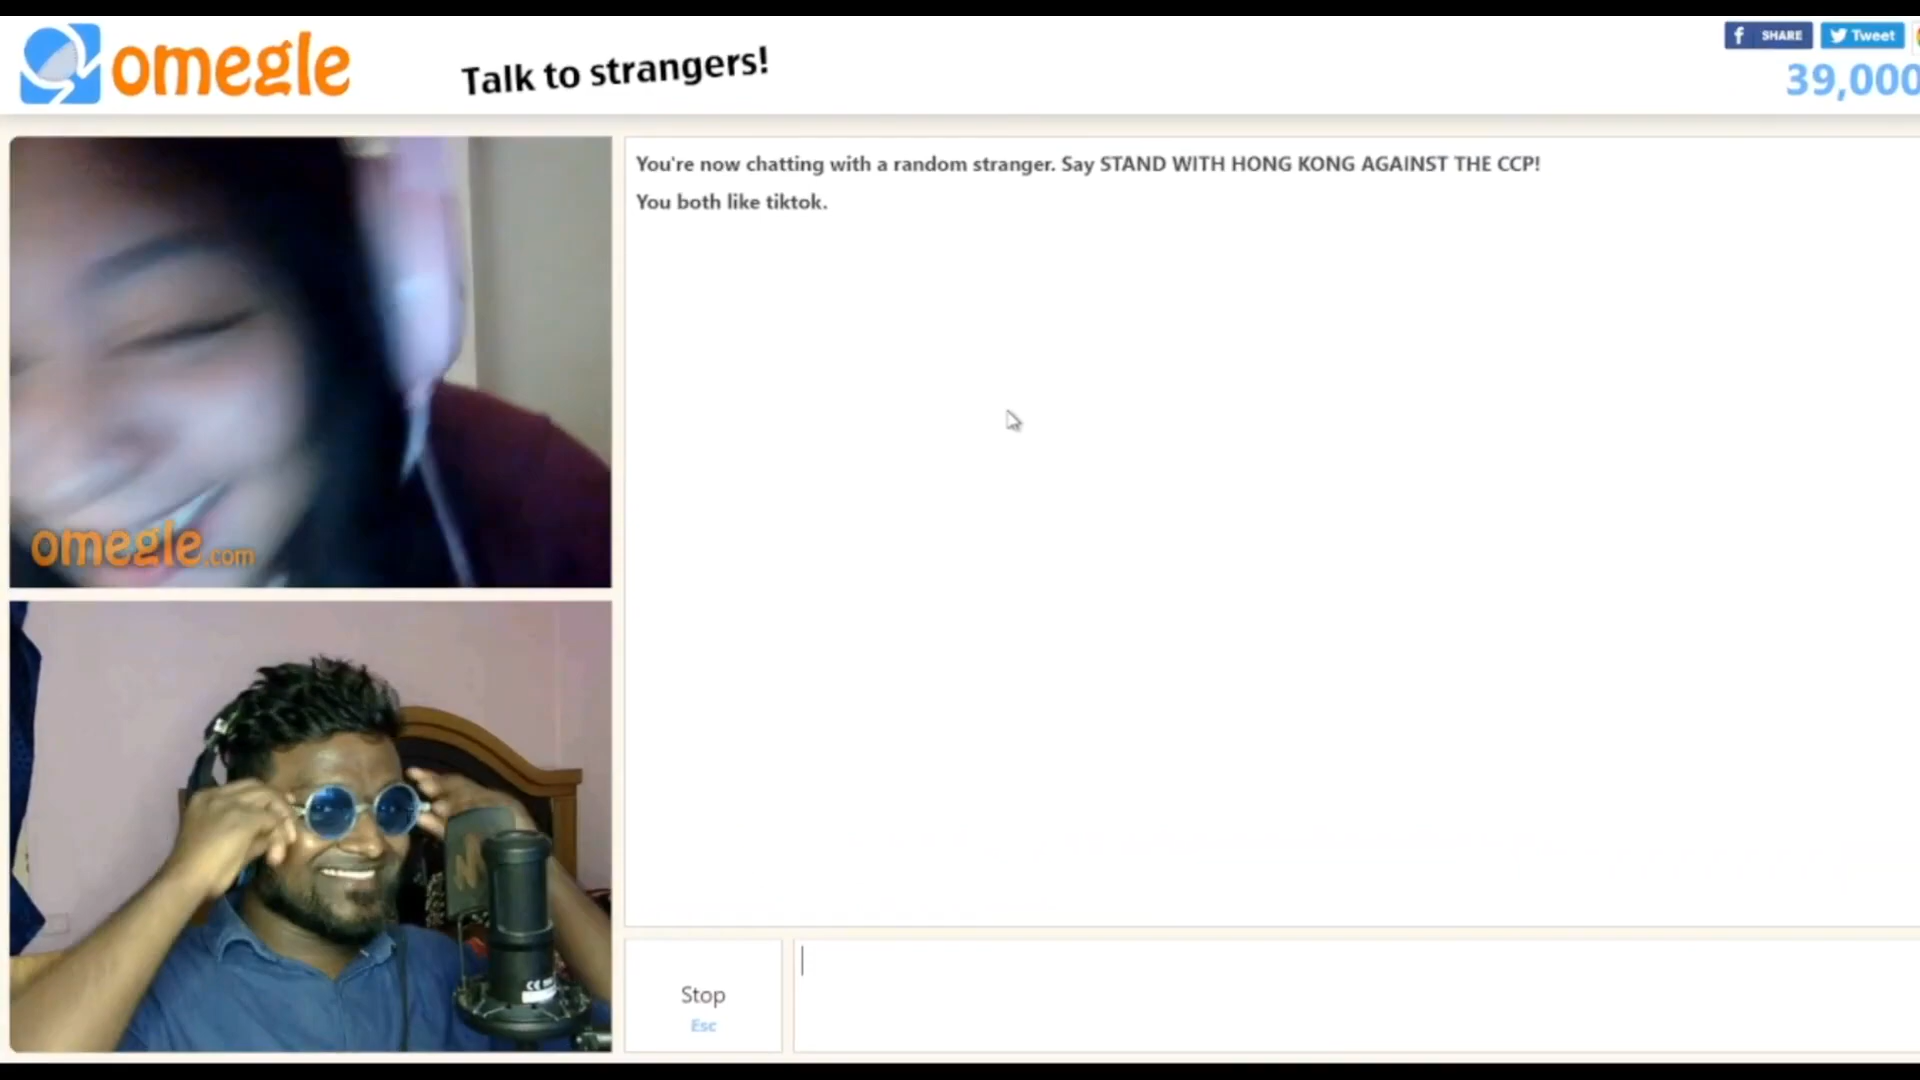 omegle
Talk to strangers!
SHARE
Tweet
39,000
You're now chatting with a random stranger. Say STAND WITH HONG KONG AGAINST THE CCP!
You both like tiktok.
omegle.com
CE
Stop
Esc